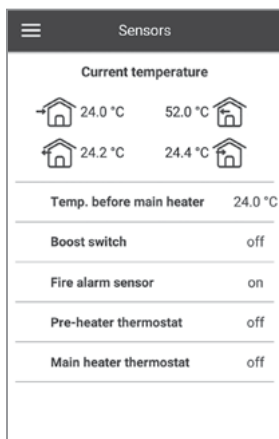 Sensors
Current temperature
24.0 °C 52.0 °C
24.2 °C 24.4 °C
Temp. before main heater 24.0 °C
Boost switch off
Fire alarm sensor on
Pre-heater thermostat off
Main heater thermostat off